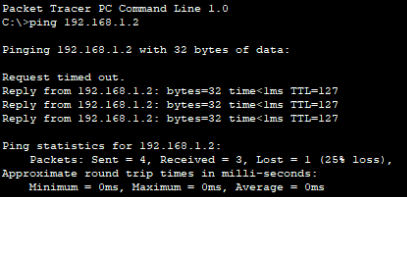 Packet Tracer PC Command Line 1.0
C:\>ping 192.168.1.2
Pinging 192.168.1.2 with 32 bytes of data:
Request timed out.
Reply from 192.168.1.2: bytes=32 time<1ms TTL=127
Reply from 192.168.1.2: bytes=32 time<1ms TTL=127
Reply from 192.168.1.2: bytes=32 time<1ms TTL=127
Ping statistics for 192.168.1.2:
Packets: Sent = 4, Received = 3, Lost = 1 (25% loss),
Approximate round trip times in milli-seconds:
Minimum = 0ms, Maximum = 0ms, Average = 0ms